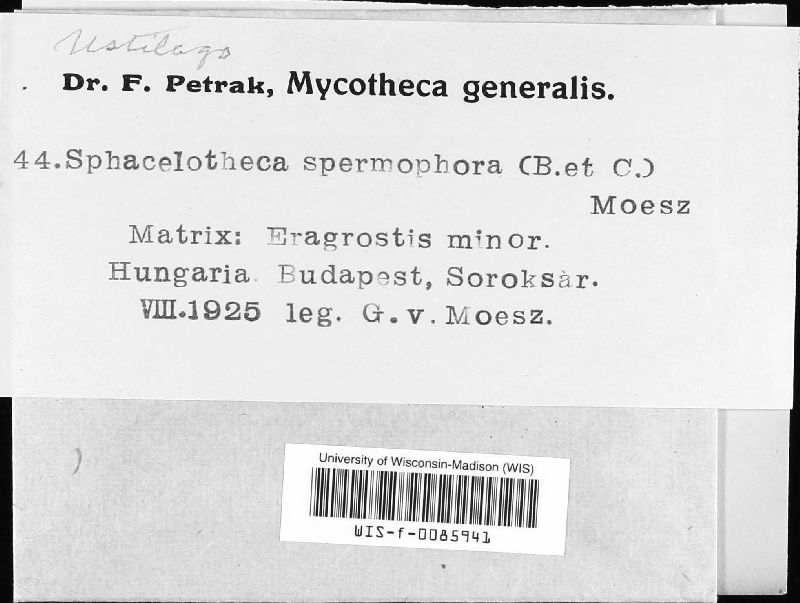 Ustilago
Dr. F. Petrak, Mycotheca generalis.
44. Sphacelotheca spermophora (B. et C.)
Moesz
Matrix: Eragrostis minor.
Hungaria. Budapest, Soroksàr.
VIII.1925 leg. G. v. Moesz.
University of Wisconsin-Madison (WIS)
WIS-f-0085941